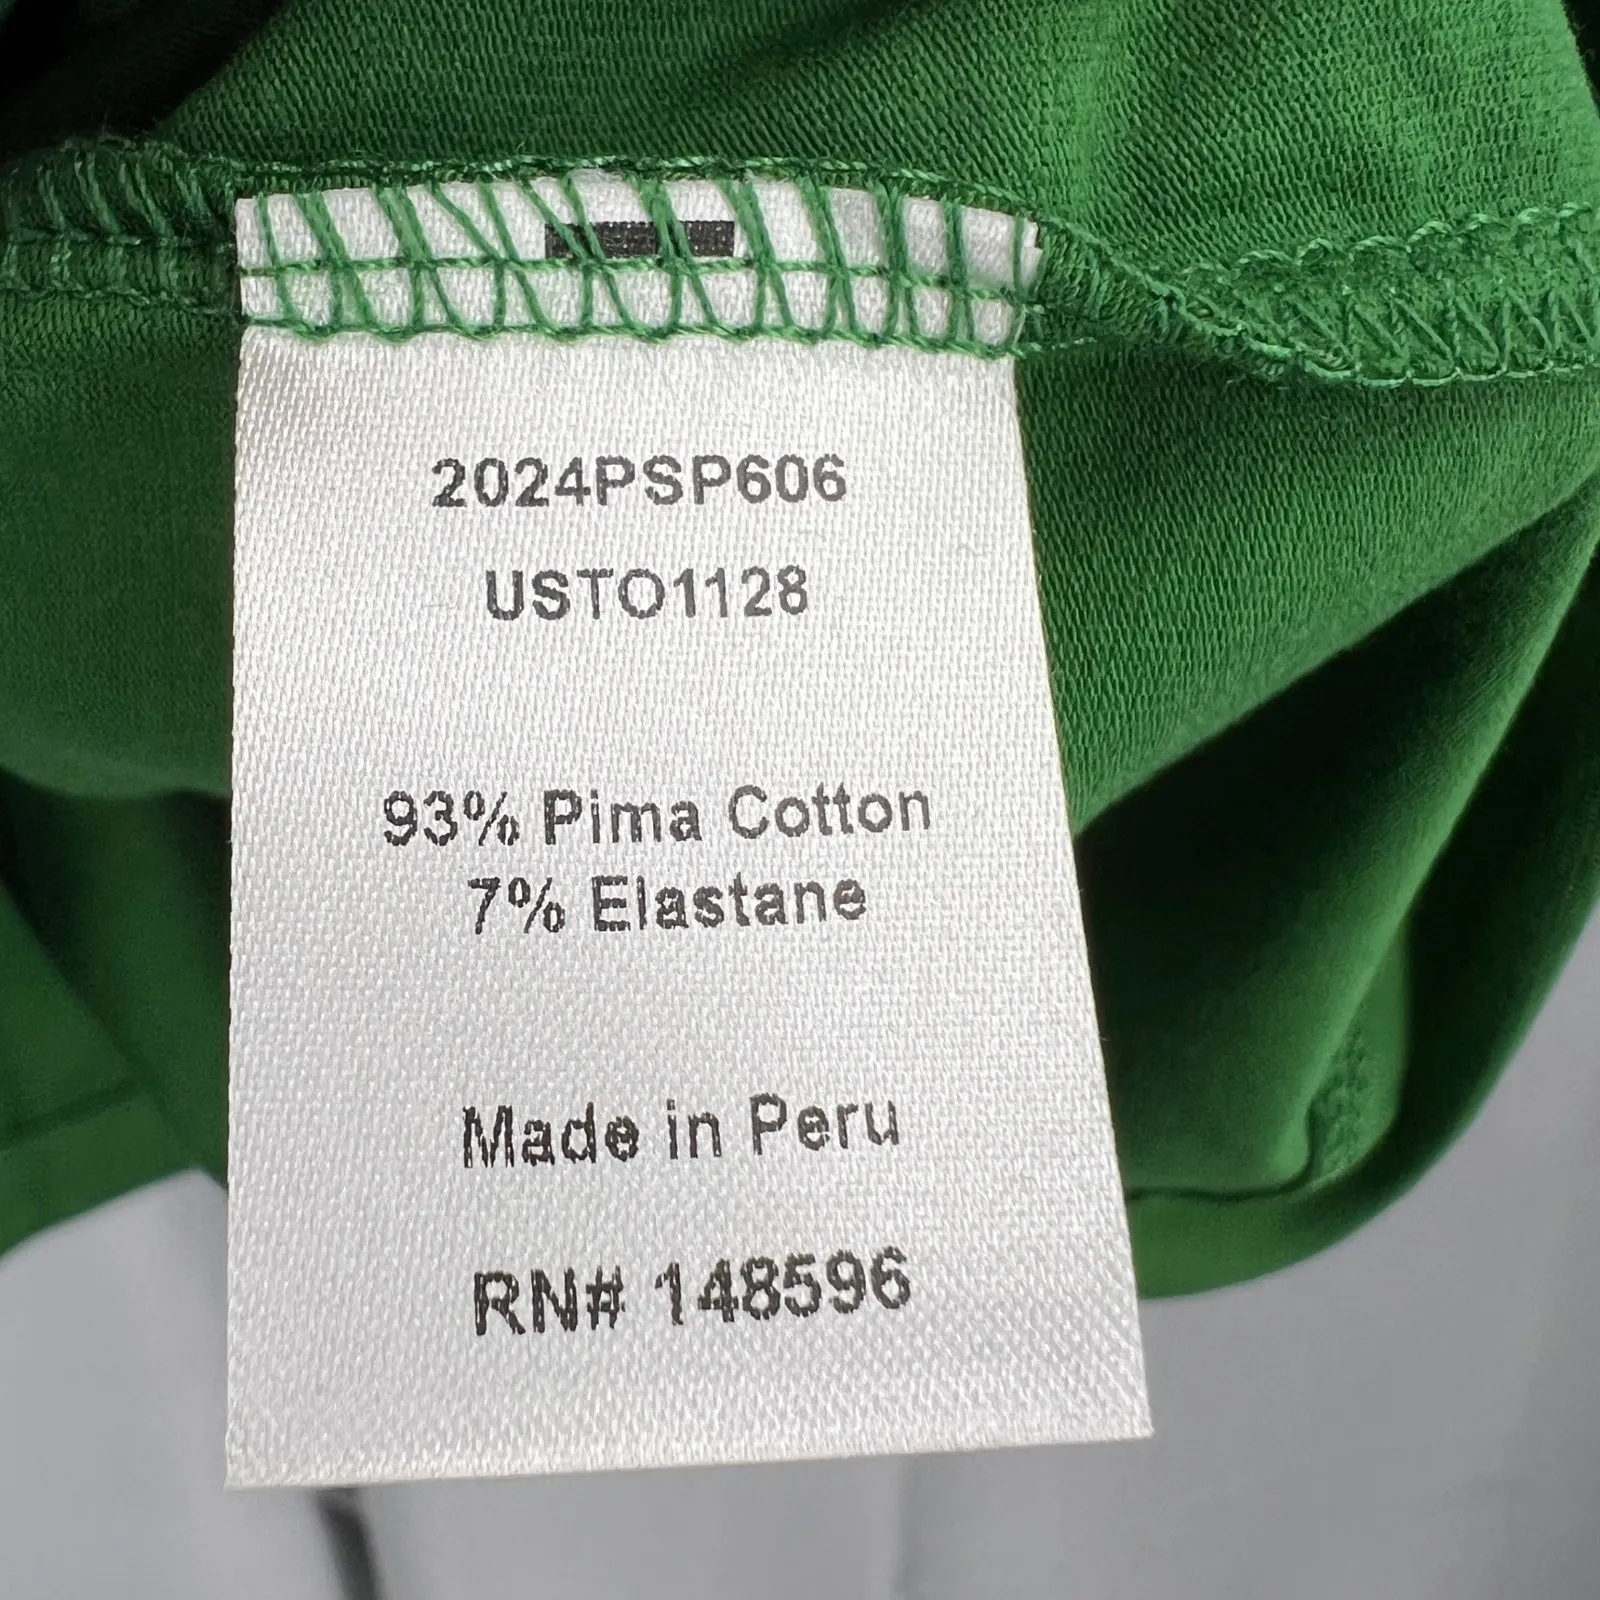 2024PSP606
USTO1128
93% Pima Cotton
7% Elastane
Made in Peru
RN# 148596